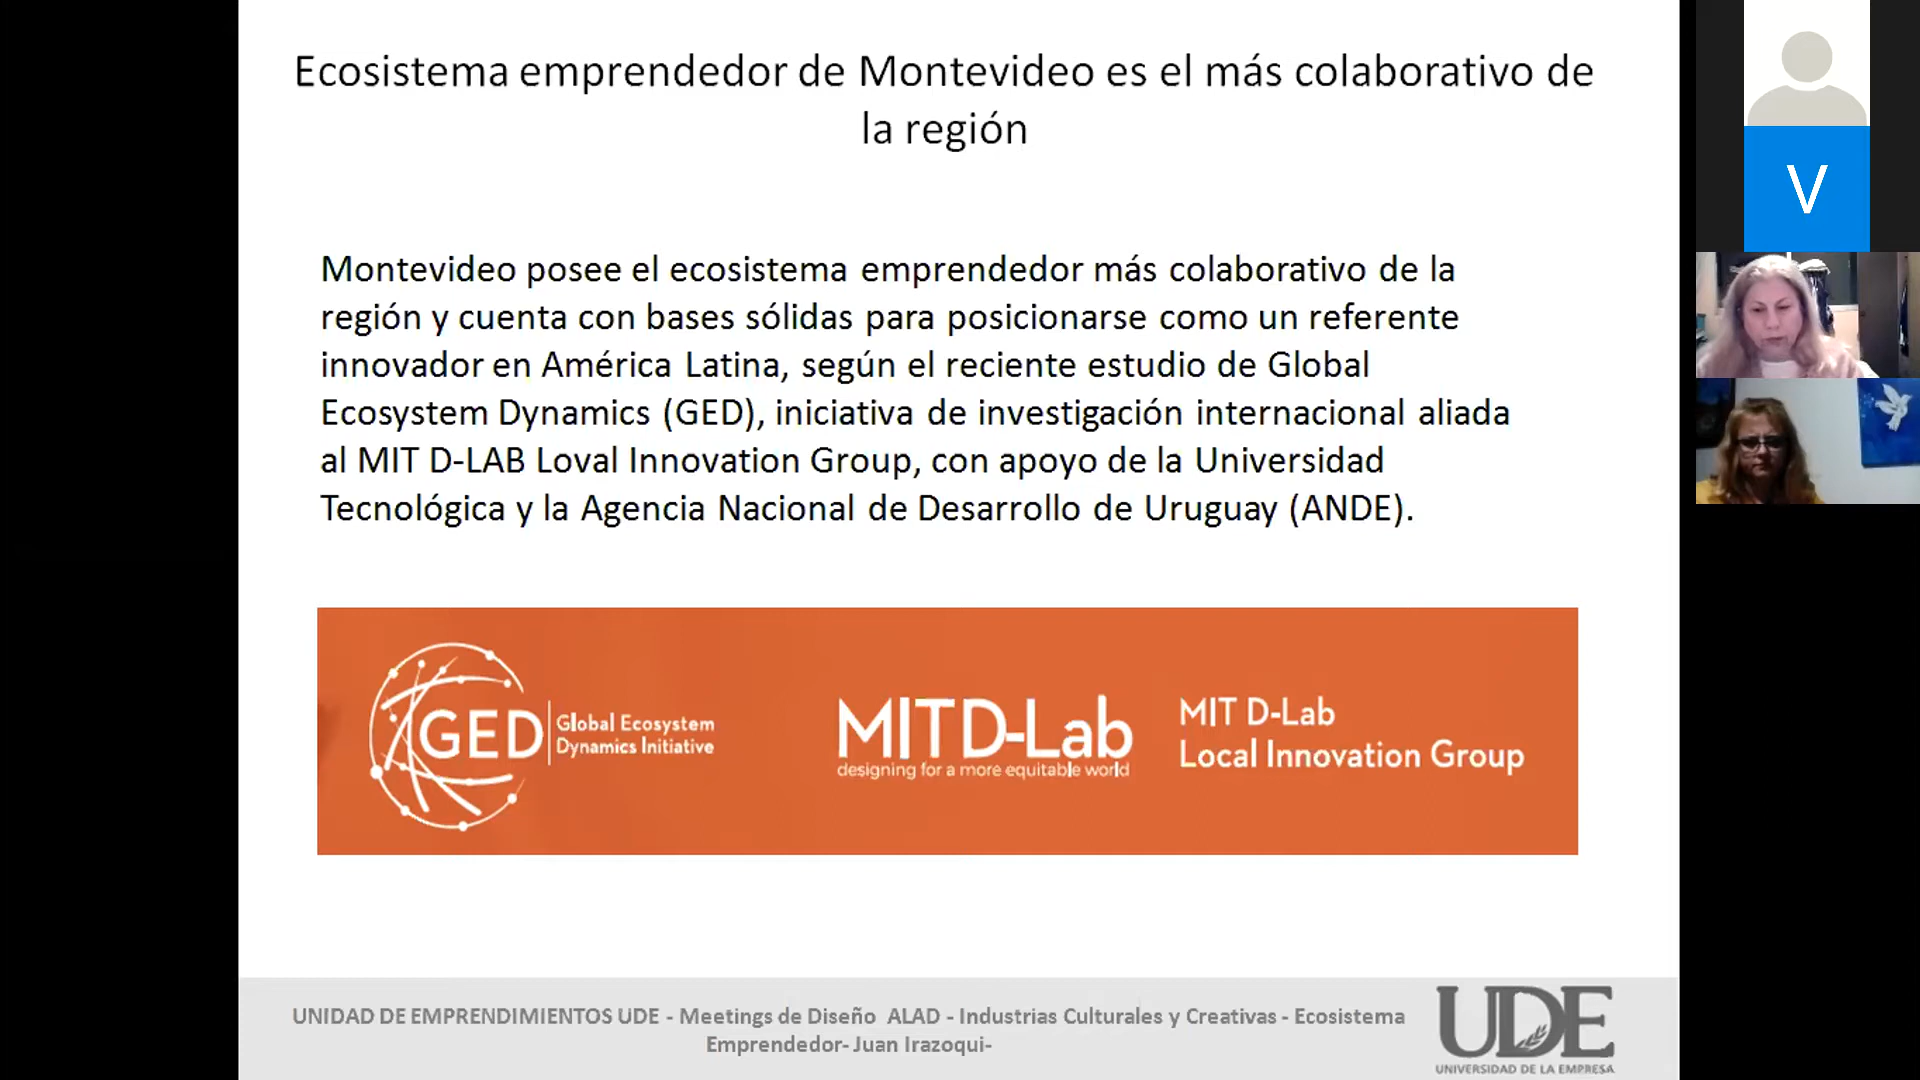 Ecosistema emprendedor de Montevideo es el más colaborativo de
la región
Montevideo posee el ecosistema emprendedor más colaborativo de la
región y cuenta con bases sólidas para posicionarse como un referente
innovador en América Latina, según el reciente estudio de Global
Ecosystem Dynamics (GED), iniciativa de investigación internacional aliada
al MIT D-LAB Loval Innovation Group, con apoyo de la Universidad
Tecnológica y la Agencia Nacional de Desarrollo de Uruguay (ANDE).
GED
Global Ecosystem
Dynamics Initiative
MIT D-Lab
designing for a more equitable world
MIT D-Lab
Local Innovation Group
UNIDAD DE EMPRENDIMIENTOS UDE - Meetings de Diseño ALAD - Industrias Culturales y Creativas - Ecosistema
Emprendedor- Juan Irazoqui-
UDE
UNIVERSIDAD DE LA EMPRESA
V